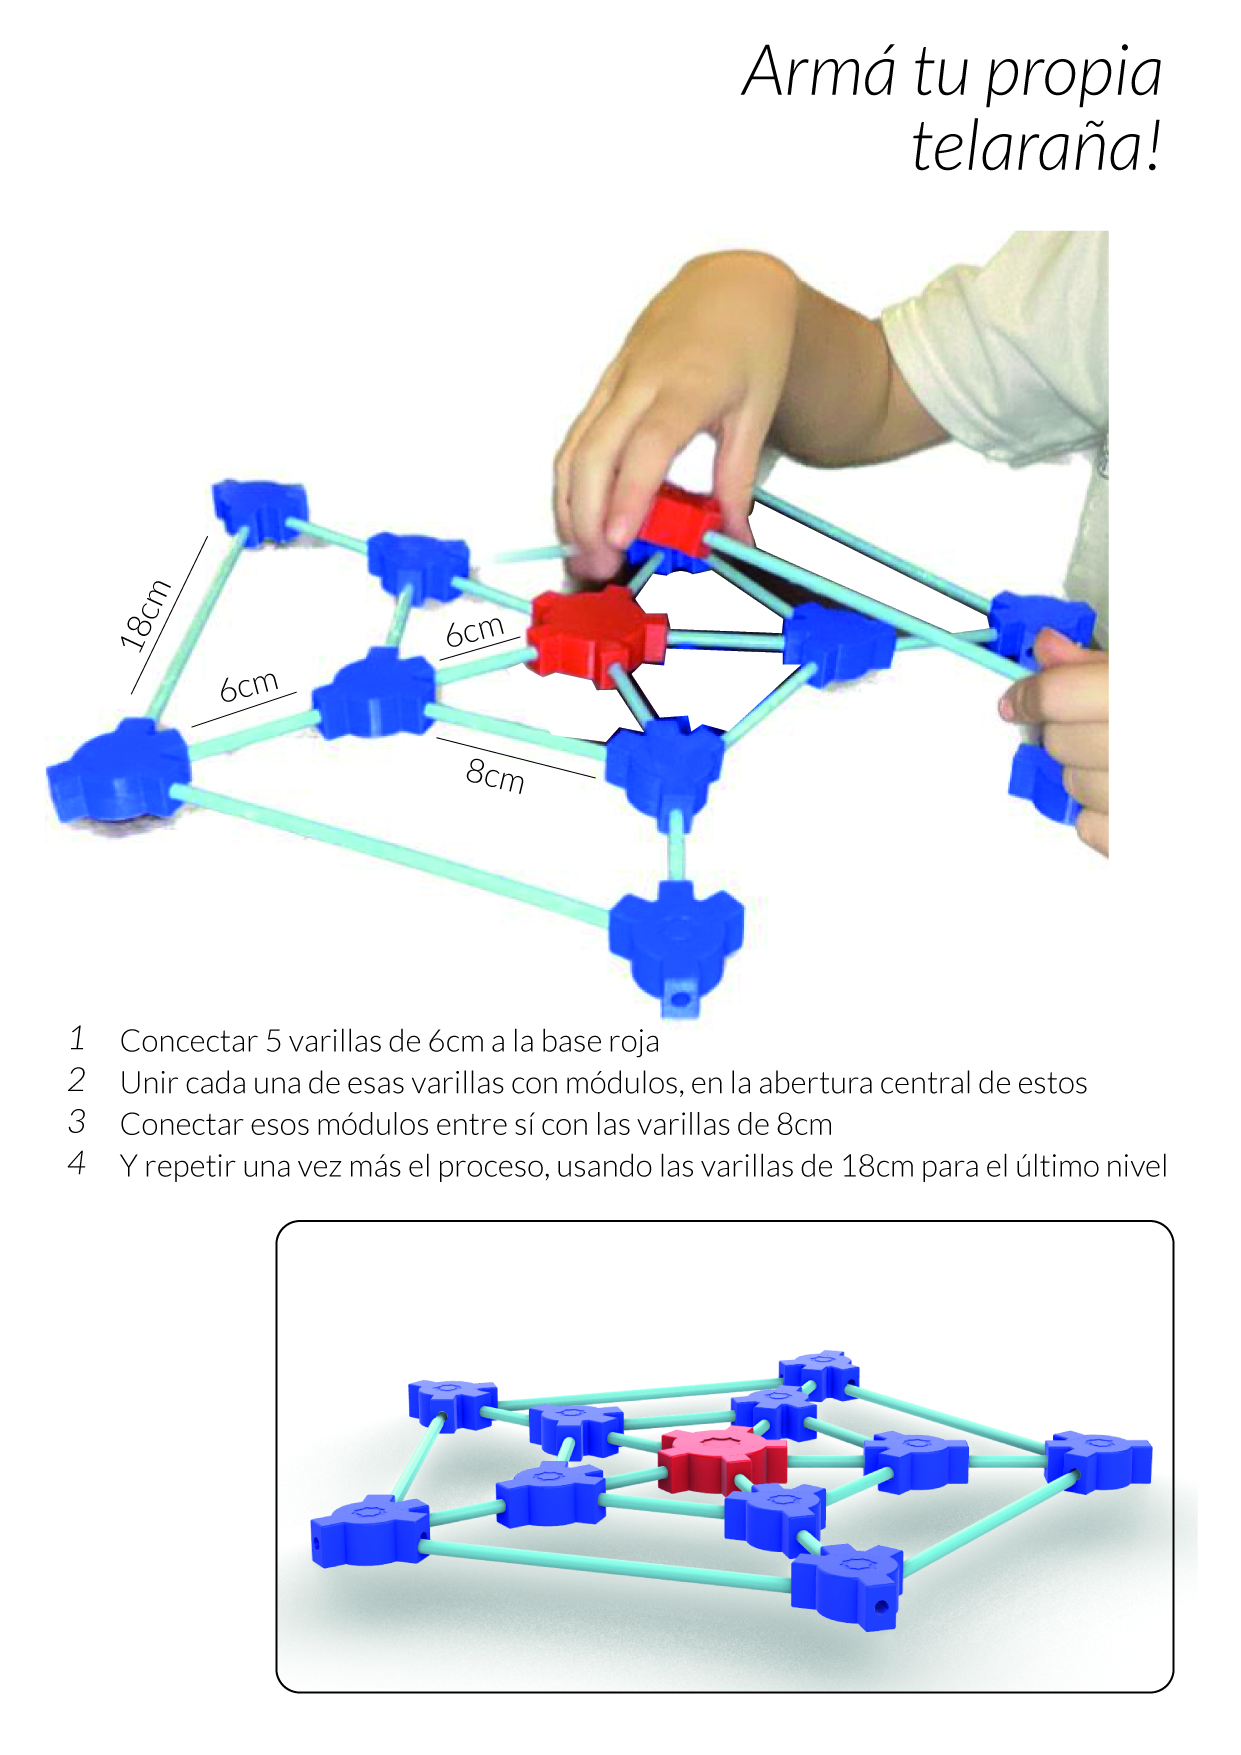 Armá tu propia
telaraña!
18cm
6cm
6cm
8cm
1 Concectar 5 varillas de 6cm a la base roja
2 Unir cada una de esas varillas con módulos, en la abertura central de estos
3 Conectar esos módulos entre sí con las varillas de 8cm
4 Y repetir una vez más el proceso, usando las varillas de 18cm para el último nivel